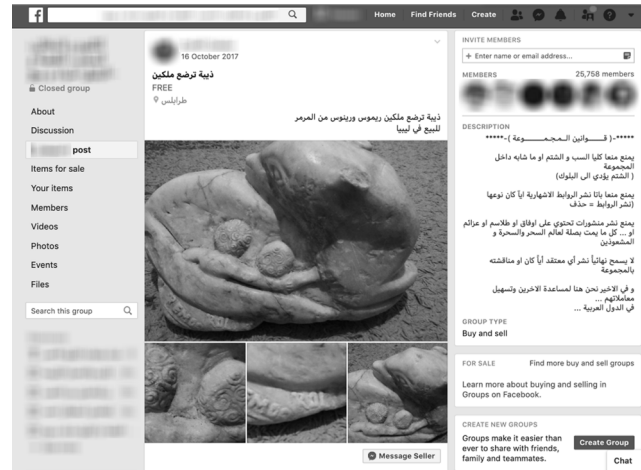 Home Find Friends Create
Closed group
About
Discussion
post
Items for sale
Your items
Members
Videos
Photos
Events
Files
Search this group
16 October 2017
ذيبة ترضع ملكين
FREE
طرابلس
ذيبة ترضع ملكين ريموس ورينوس من المرمر
للبيع في ليبيا
Message Seller
INVITE MEMBERS
+ Enter name or email address...
MEMBERS 25,758 members
DESCRIPTION
*****-( قـــــوانين الـــمـجـمـــــــوعة )-*****
يمنع منعا كليا السب و الشتم او ما شابه داخل
المجموعة
( الشتم يؤدي الى البلوك)
يمنع منعا باتا نشر الروابط الاشهارية اياً كان نوعها
(نشر الروابط = حذف
يمنع نشر منشورات تحتوي على اوفاق او طلاسم او عزائم
او ... كل ما يمت بصلة لعالم السحر والسحرة و
المشعوذين
لا يسمح نهائياً نشر أي معتقد أياً كان او مناقشته
بالمجموعة
و في الاخير نحن هنا لمساعدة الاخرين وتسهيل
معاملاتهم ...
في الدول العربية ...
GROUP TYPE
Buy and sell
FOR SALE Find more buy and sell groups
Learn more about buying and selling in
Groups on Facebook.
CREATE NEW GROUPS
Groups make it easier than
ever to share with friends,
family and teammates.
Create Group
Chat